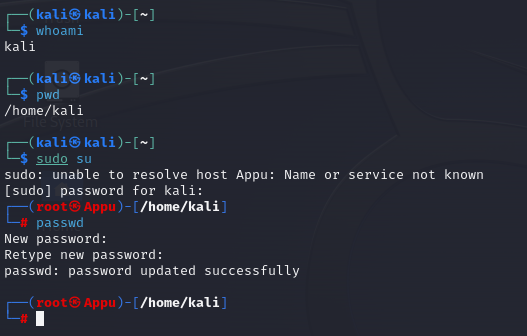 ┌──(kali㉿kali)-[~]
└─$ whoami
kali
┌──(kali㉿kali)-[~]
└─$ pwd
/home/kali
File System
┌──(kali㉿kali)-[~]
└─$ sudo su
sudo: unable to resolve host Appu: Name or service not known
[sudo] password for kali:
┌──(root㉿Appu)-[/home/kali]
└─# passwd
New password:
Retype new password:
passwd: password updated successfully
┌──(root㉿Appu)-[/home/kali]
└─#